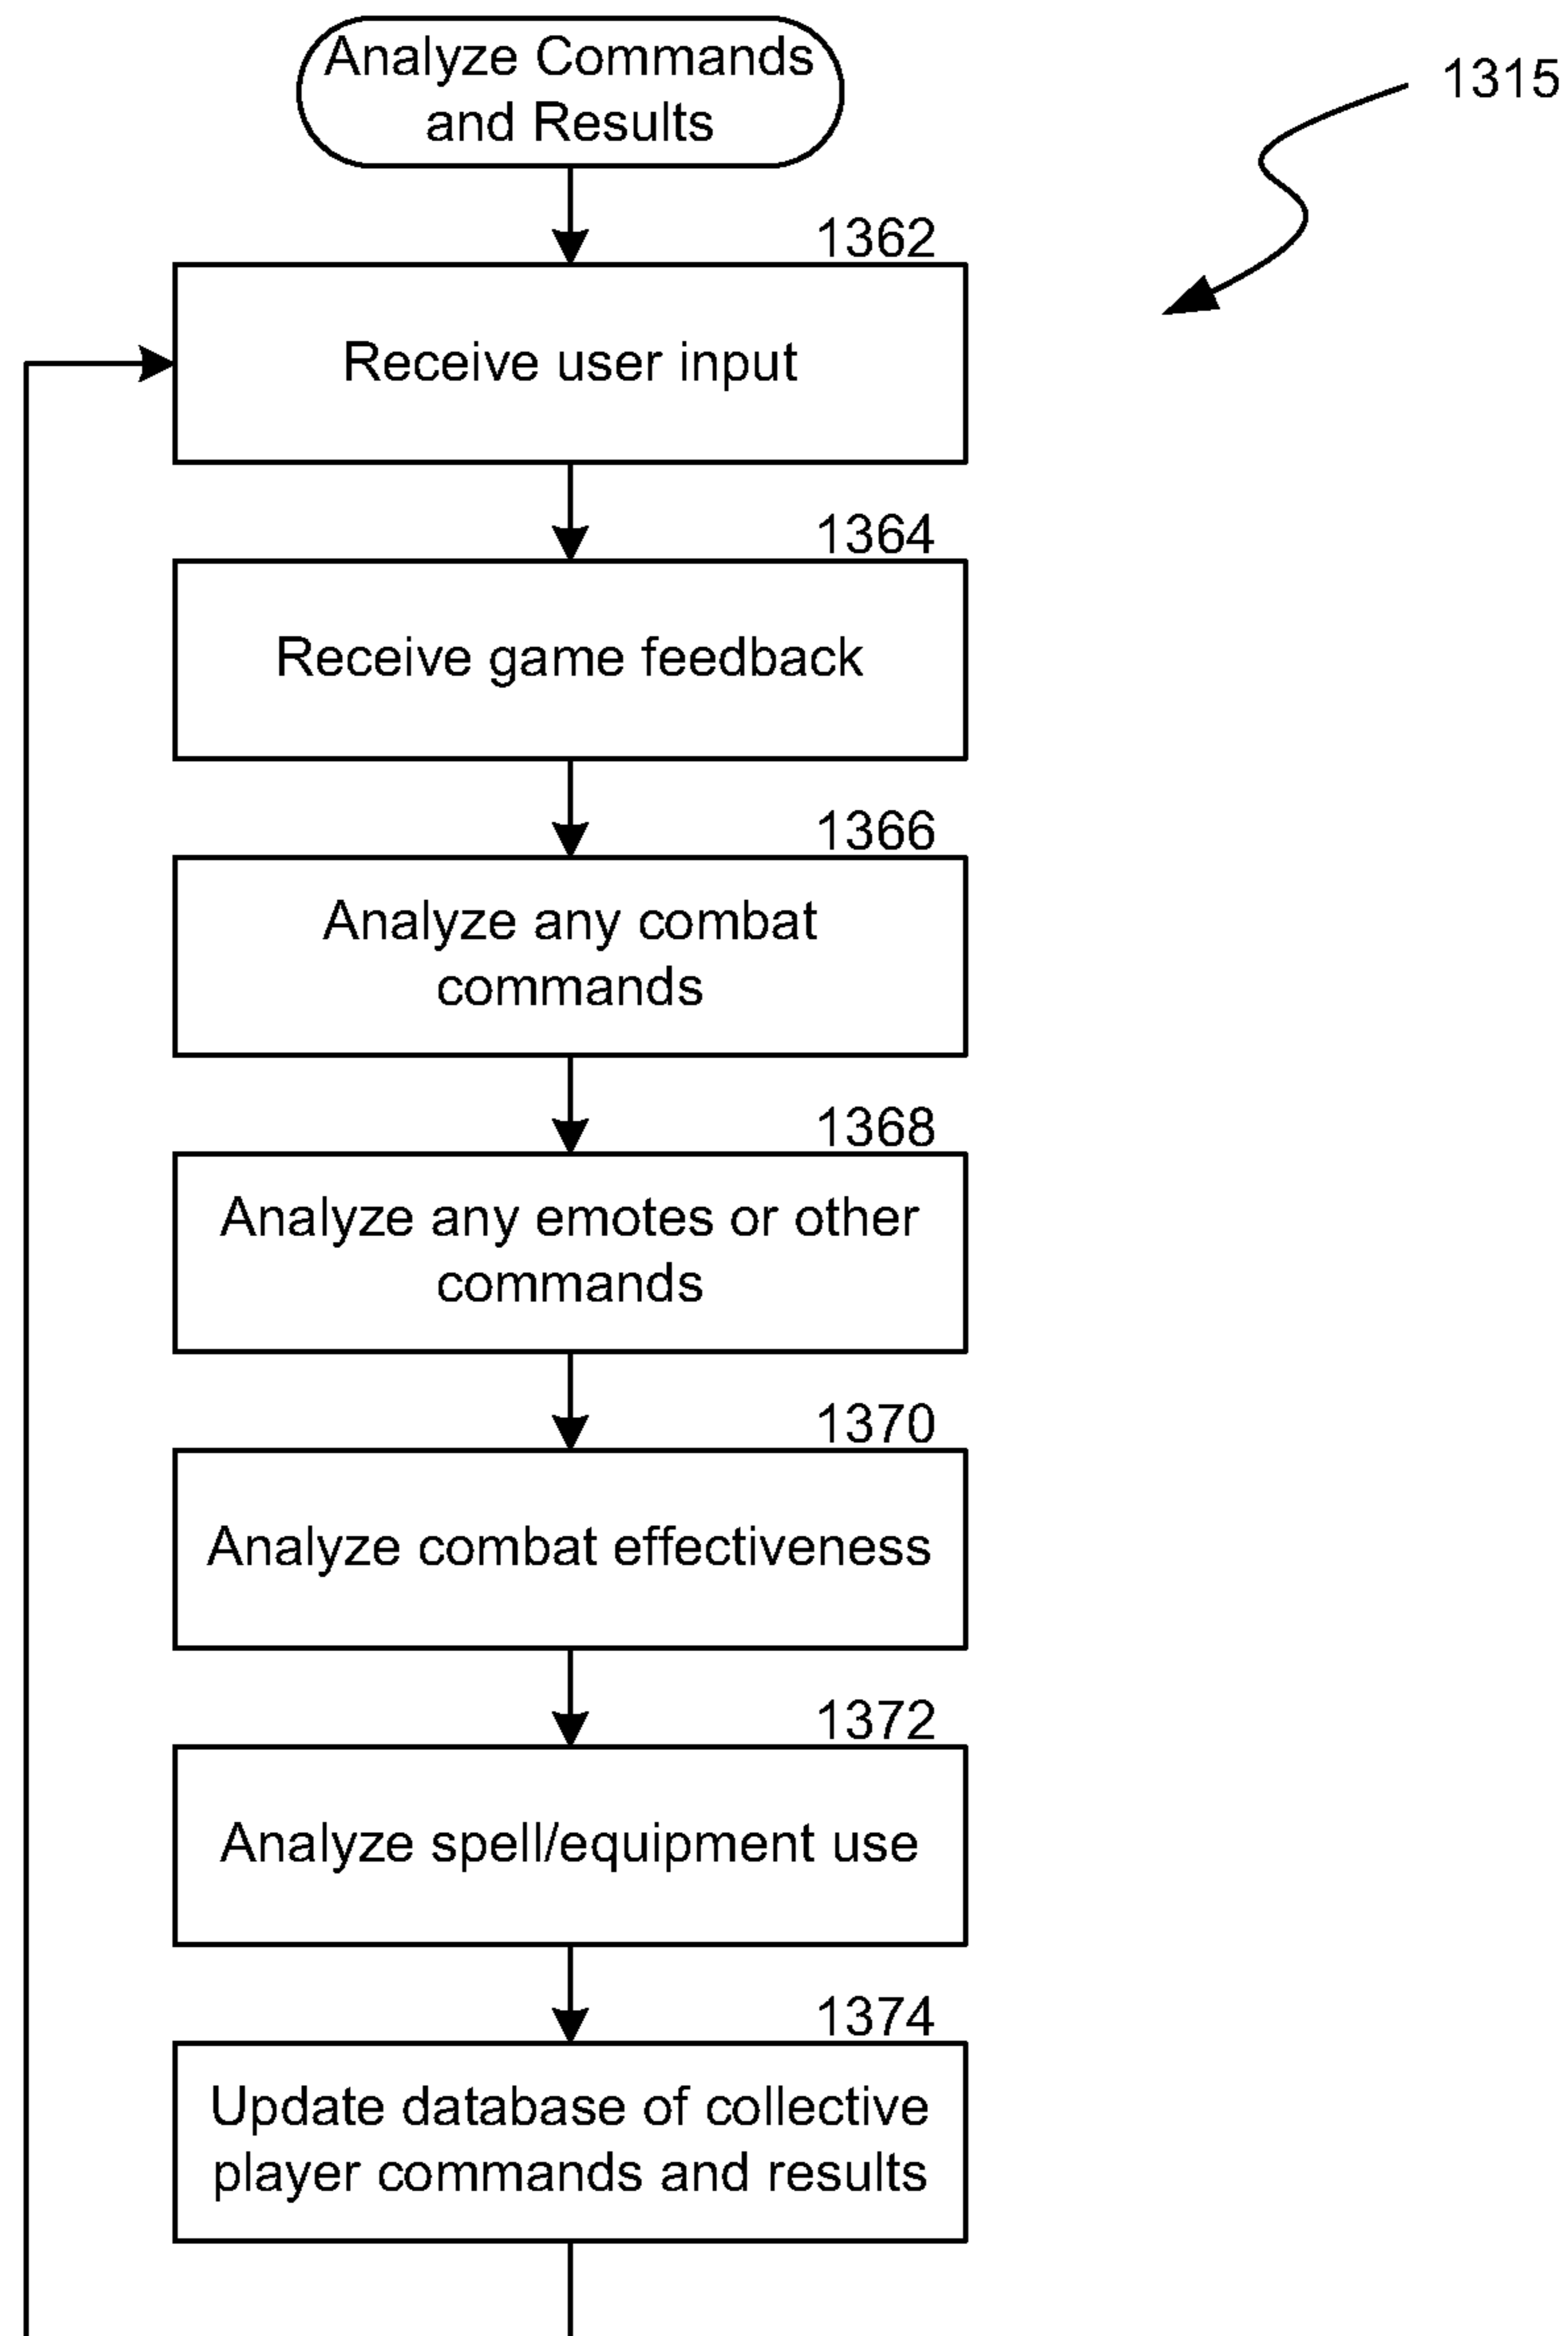 Analyze Commands
and Results
1315
1362
Receive user input
1364
Receive game feedback
1366
Analyze any combat
commands
1368
Analyze any emotes or other
commands
1370
Analyze combat effectiveness
1372
Analyze spell/equipment use
1374
Update database of collective
player commands and results